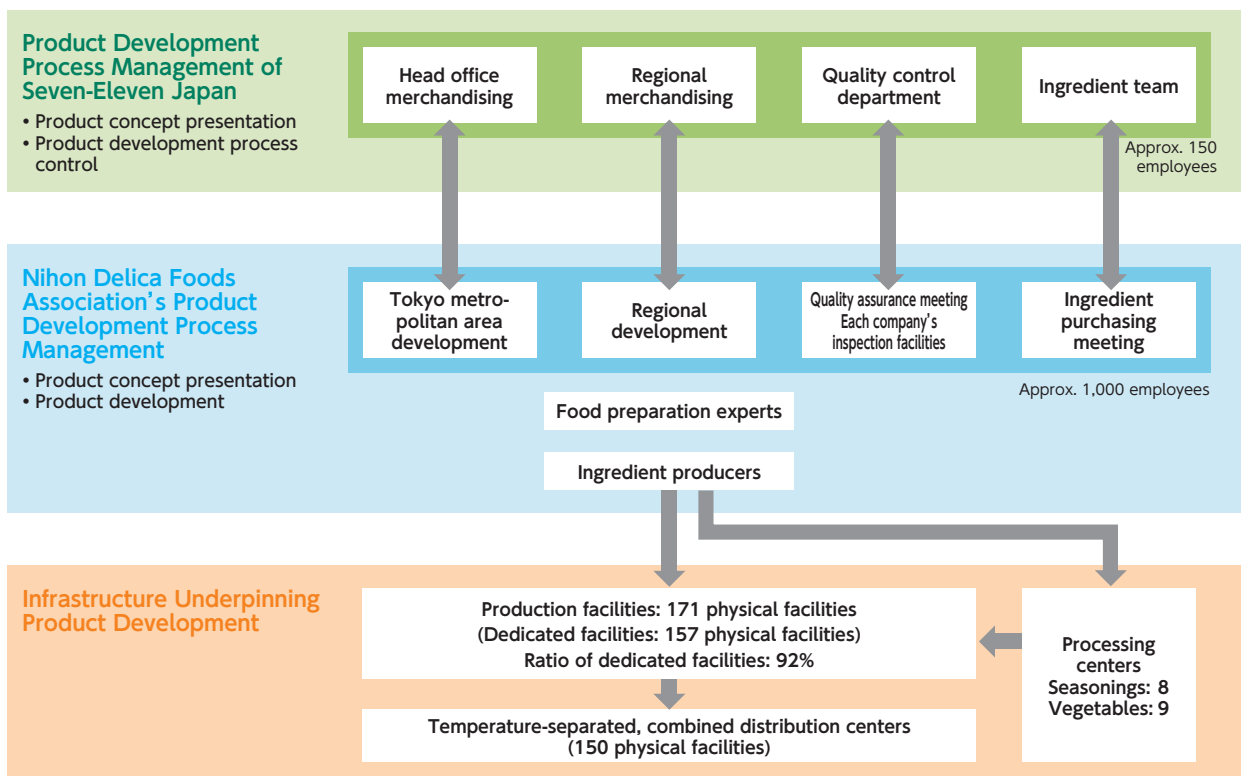 Product Development
Process Management of
Seven-Eleven Japan
• Product concept presentation
• Product development process
control
Head office
merchandising
Regional
merchandising
Quality control
department
Ingredient team
Approx. 150
employees
Nihon Delica Foods
Association's Product
Development Process
Management
• Product concept presentation
• Product development
Tokyo metro-
politan area
development
Regional
development
Quality assurance meeting
Each company's
inspection facilities
Ingredient
purchasing
meeting
Approx. 1,000 employees
Food preparation experts
Ingredient producers
Infrastructure Underpinning
Product Development
Production facilities: 171 physical facilities
(Dedicated facilities: 157 physical facilities)
Ratio of dedicated facilities: 92%
Processing
centers
Seasonings: 8
Vegetables: 9
Temperature-separated, combined distribution centers
(150 physical facilities)